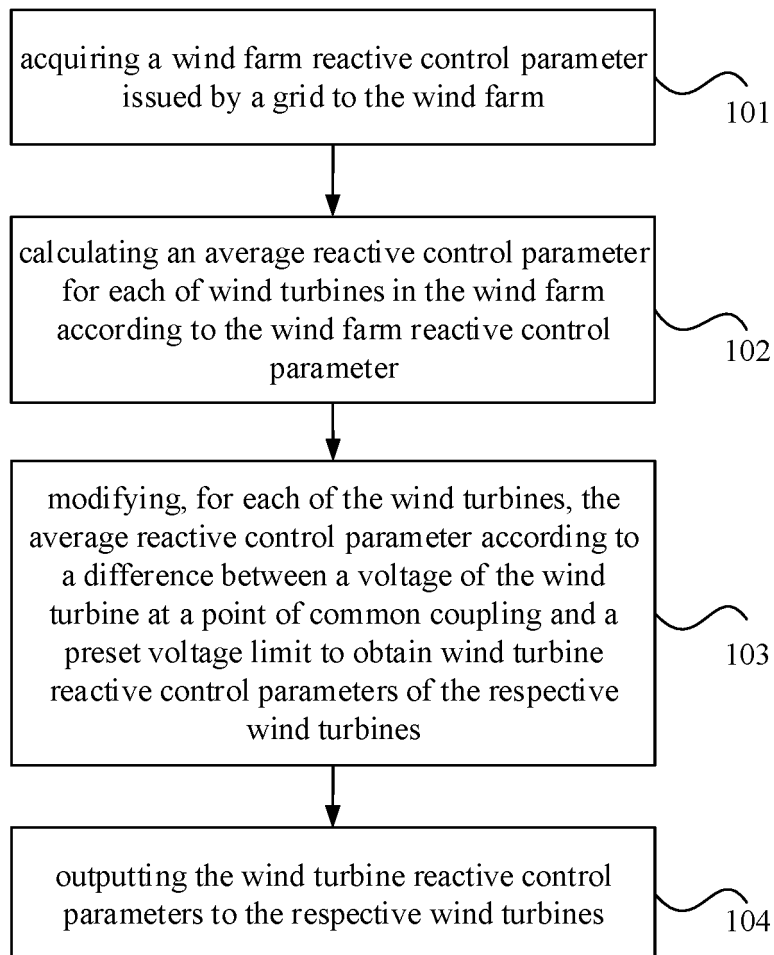 acquiring a wind farm reactive control parameter
issued by a grid to the wind farm
101
calculating an average reactive control parameter
for each of wind turbines in the wind farm
according to the wind farm reactive control
parameter
102
modifying, for each of the wind turbines, the
average reactive control parameter according to
a difference between a voltage of the wind
turbine at a point of common coupling and a
preset voltage limit to obtain wind turbine
reactive control parameters of the respective
wind turbines
103
outputting the wind turbine reactive control
parameters to the respective wind turbines
104